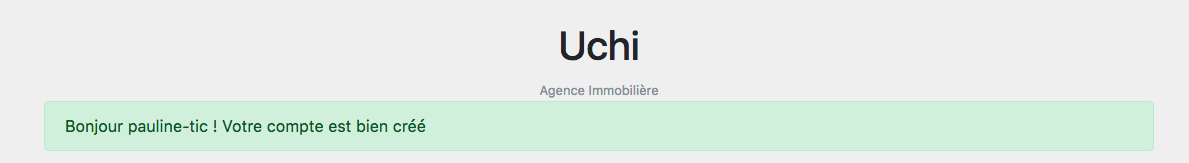 Uchi
Agence Immobilière
Bonjour pauline-tic ! Votre compte est bien créé